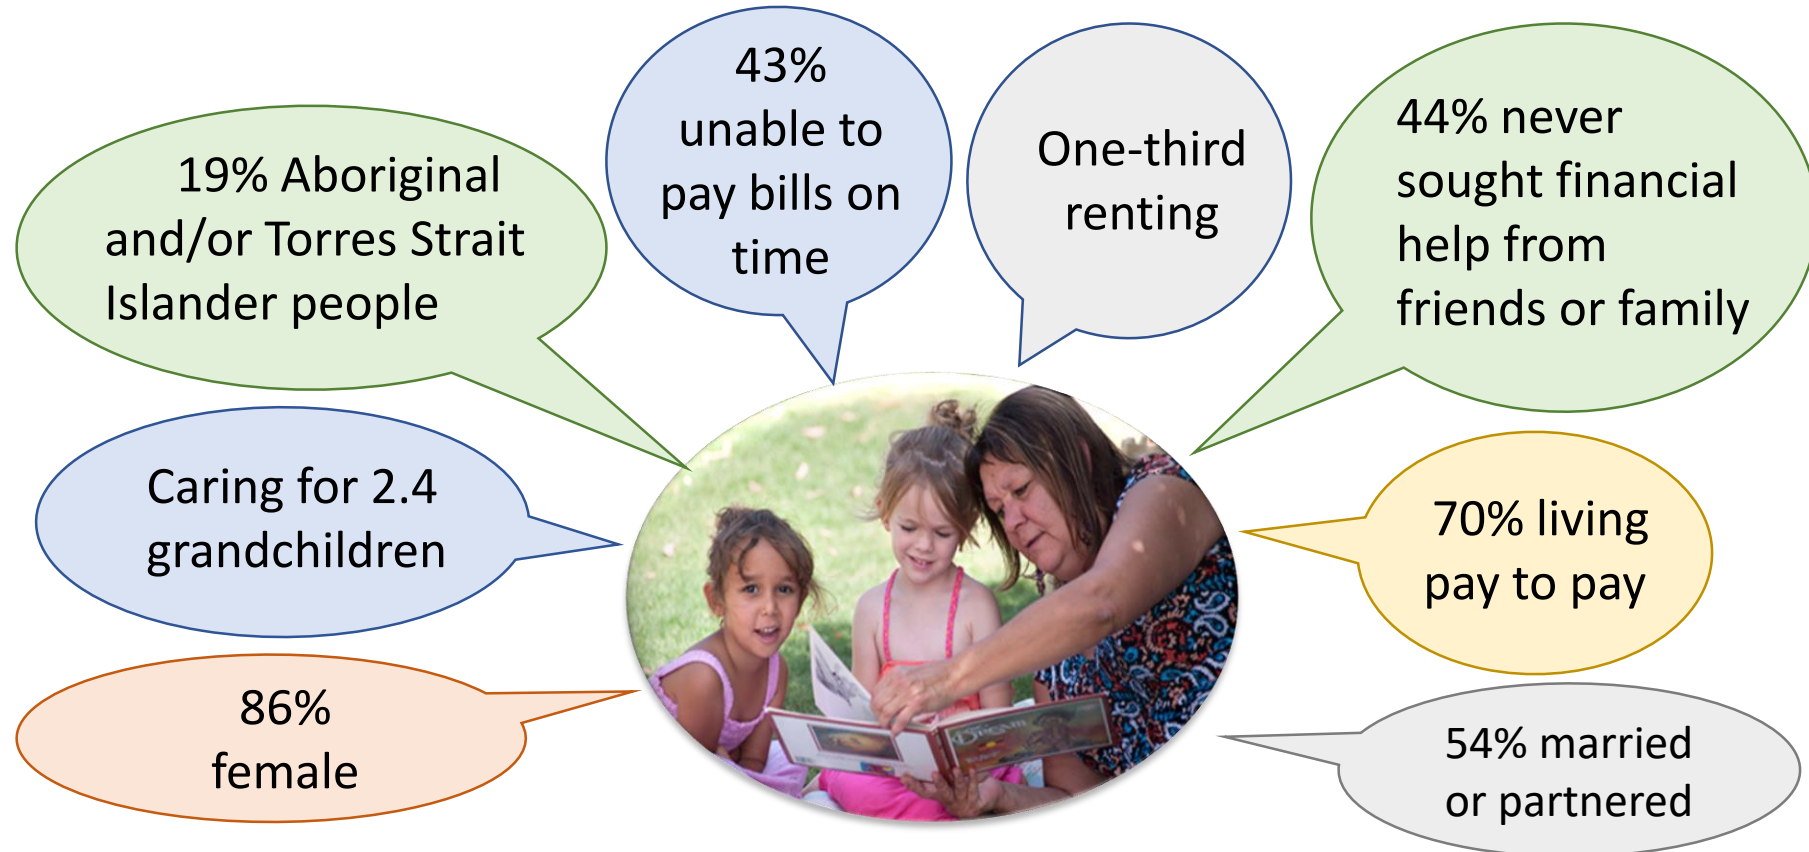 43%
unable to
pay bills on
time
One-third
renting
44% never
sought financial
help from
friends or family
19% Aboriginal
and/or Torres Strait
Islander people
Caring for 2.4
grandchildren
70% living
pay to pay
86%
female
54% married
or partnered
DREAM